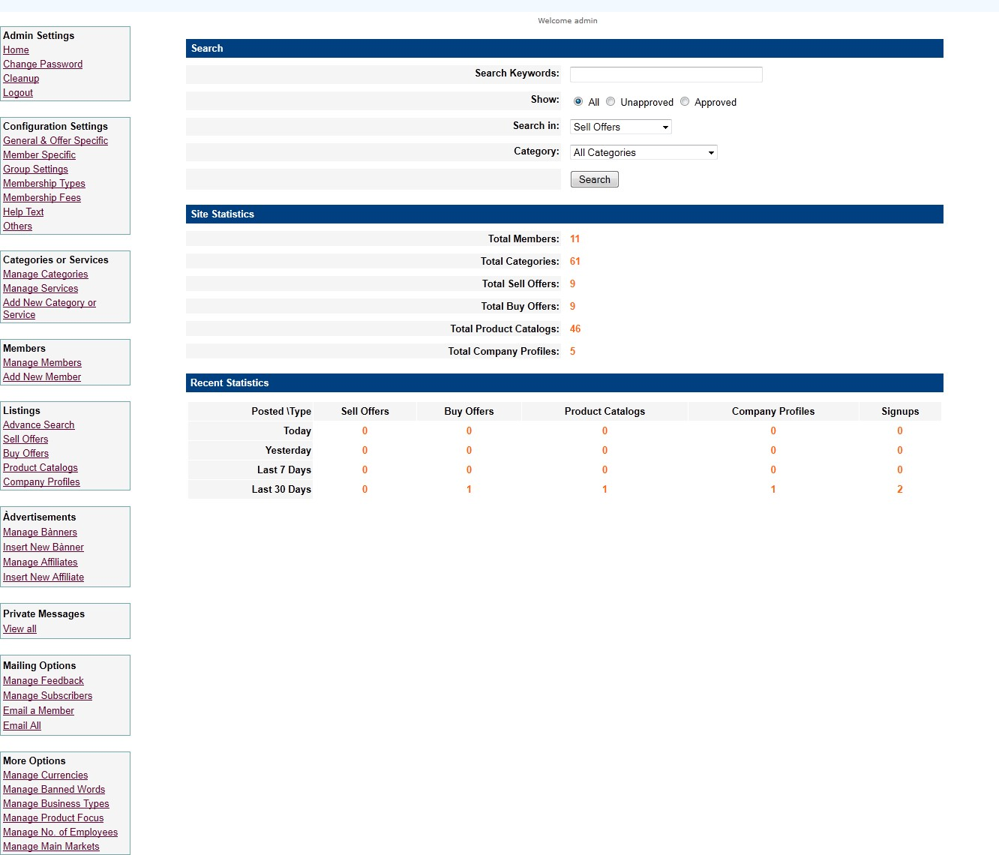 Welcome admin
Admin Settings
Home
Change Password
Cleanup
Logout
Configuration Settings
General & Offer Specific
Member Specific
Group Settings
Membership Types
Membership Fees
Help Text
Others
Categories or Services
Manage Categories
Manage Services
Add New Category or
Service
Members
Manage Members
Add New Member
Listings
Advance Search
Sell Offers
Buy Offers
Product Catalogs
Company Profiles
Àdvertisements
Manage Bànners
Insert New Bànner
Manage Affiliates
Insert New Affiliate
Private Messages
View all
Mailing Options
Manage Feedback
Manage Subscribers
Email a Member
Email All
More Options
Manage Currencies
Manage Banned Words
Manage Business Types
Manage Product Focus
Manage No. of Employees
Manage Main Markets
Search
Search Keywords:
Show: All Unapproved Approved
Search in: Sell Offers
Category: All Categories
Search
Site Statistics
Total Members: 11
Total Categories: 61
Total Sell Offers: 9
Total Buy Offers: 9
Total Product Catalogs: 46
Total Company Profiles: 5
Recent Statistics
Posted \Type Sell Offers Buy Offers Product Catalogs Company Profiles Signups
Today 0 0 0 0 0
Yesterday 0 0 0 0 0
Last 7 Days 0 0 0 0 0
Last 30 Days 0 1 1 1 2